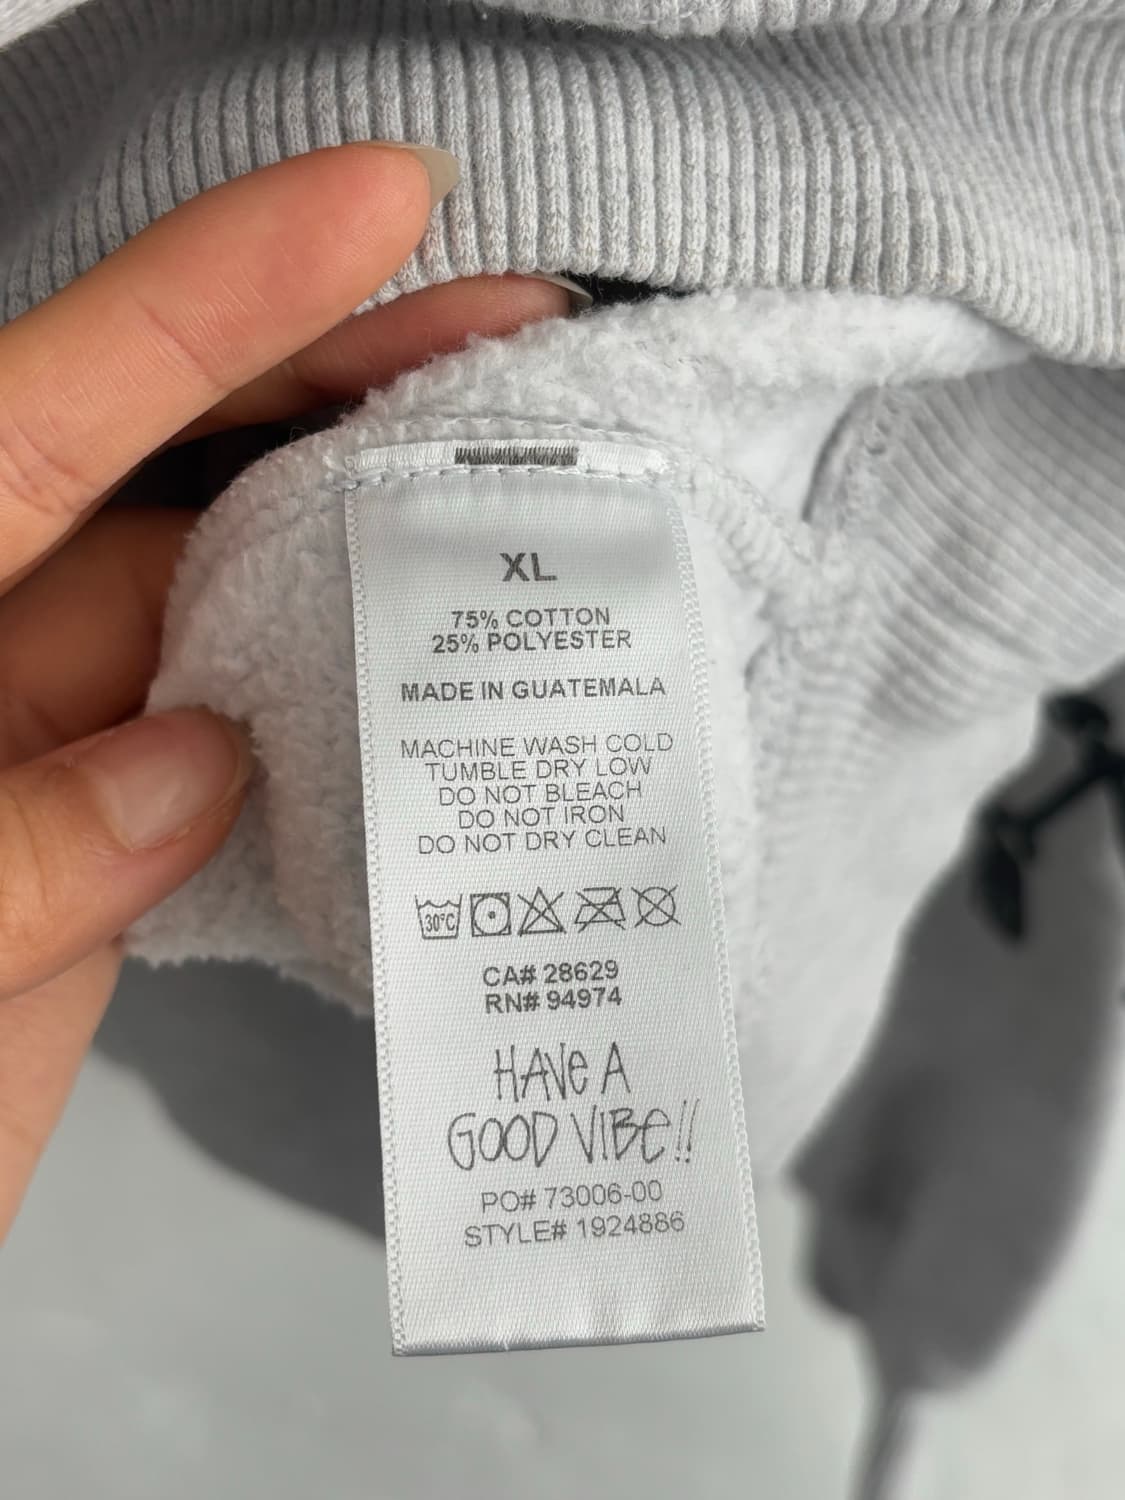 XL
75% COTTON
25% POLYESTER
MADE IN GUATEMALA
MACHINE WASH COLD
TUMBLE DRY LOW
DO NOT BLEACH
DO NOT IRON
DO NOT DRY CLEAN
30°C
CA# 28629
RN# 94974
HAVE A
GOOD VIBE!!
PO# 73006-00
STYLE# 1924886